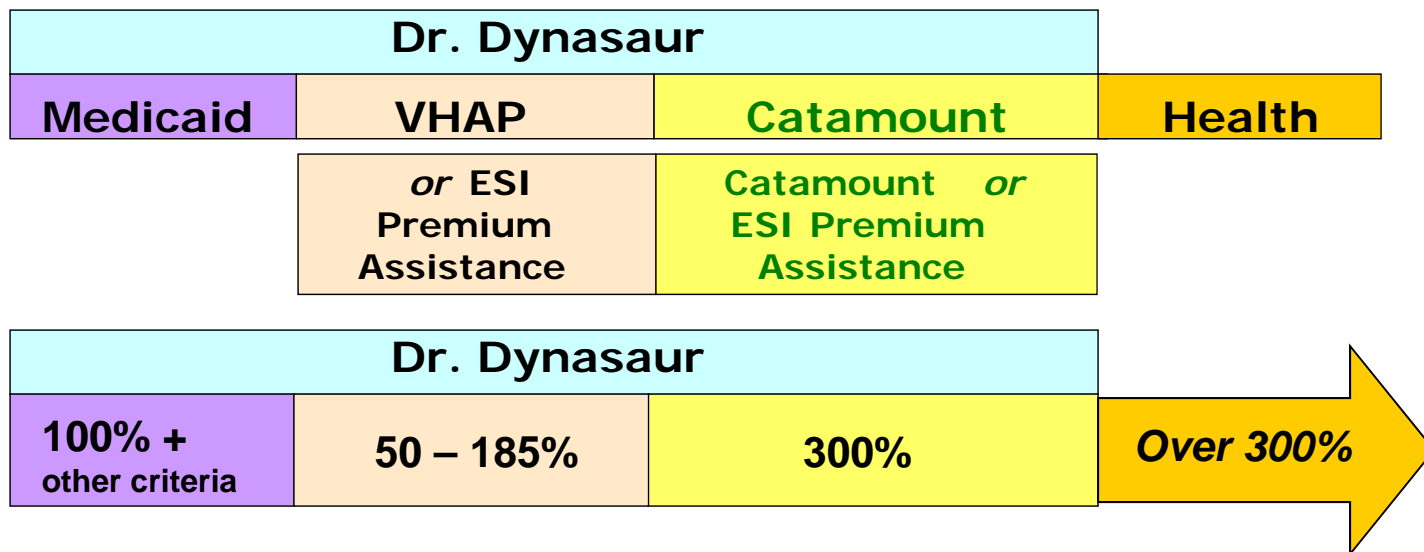 Dr. Dynasaur
Medicaid VHAP Catamount Health
or ESI
Premium
Assistance
Catamount or
ESI Premium
Assistance
Dr. Dynasaur
100% +
other criteria
50 – 185%
300%
Over 300%